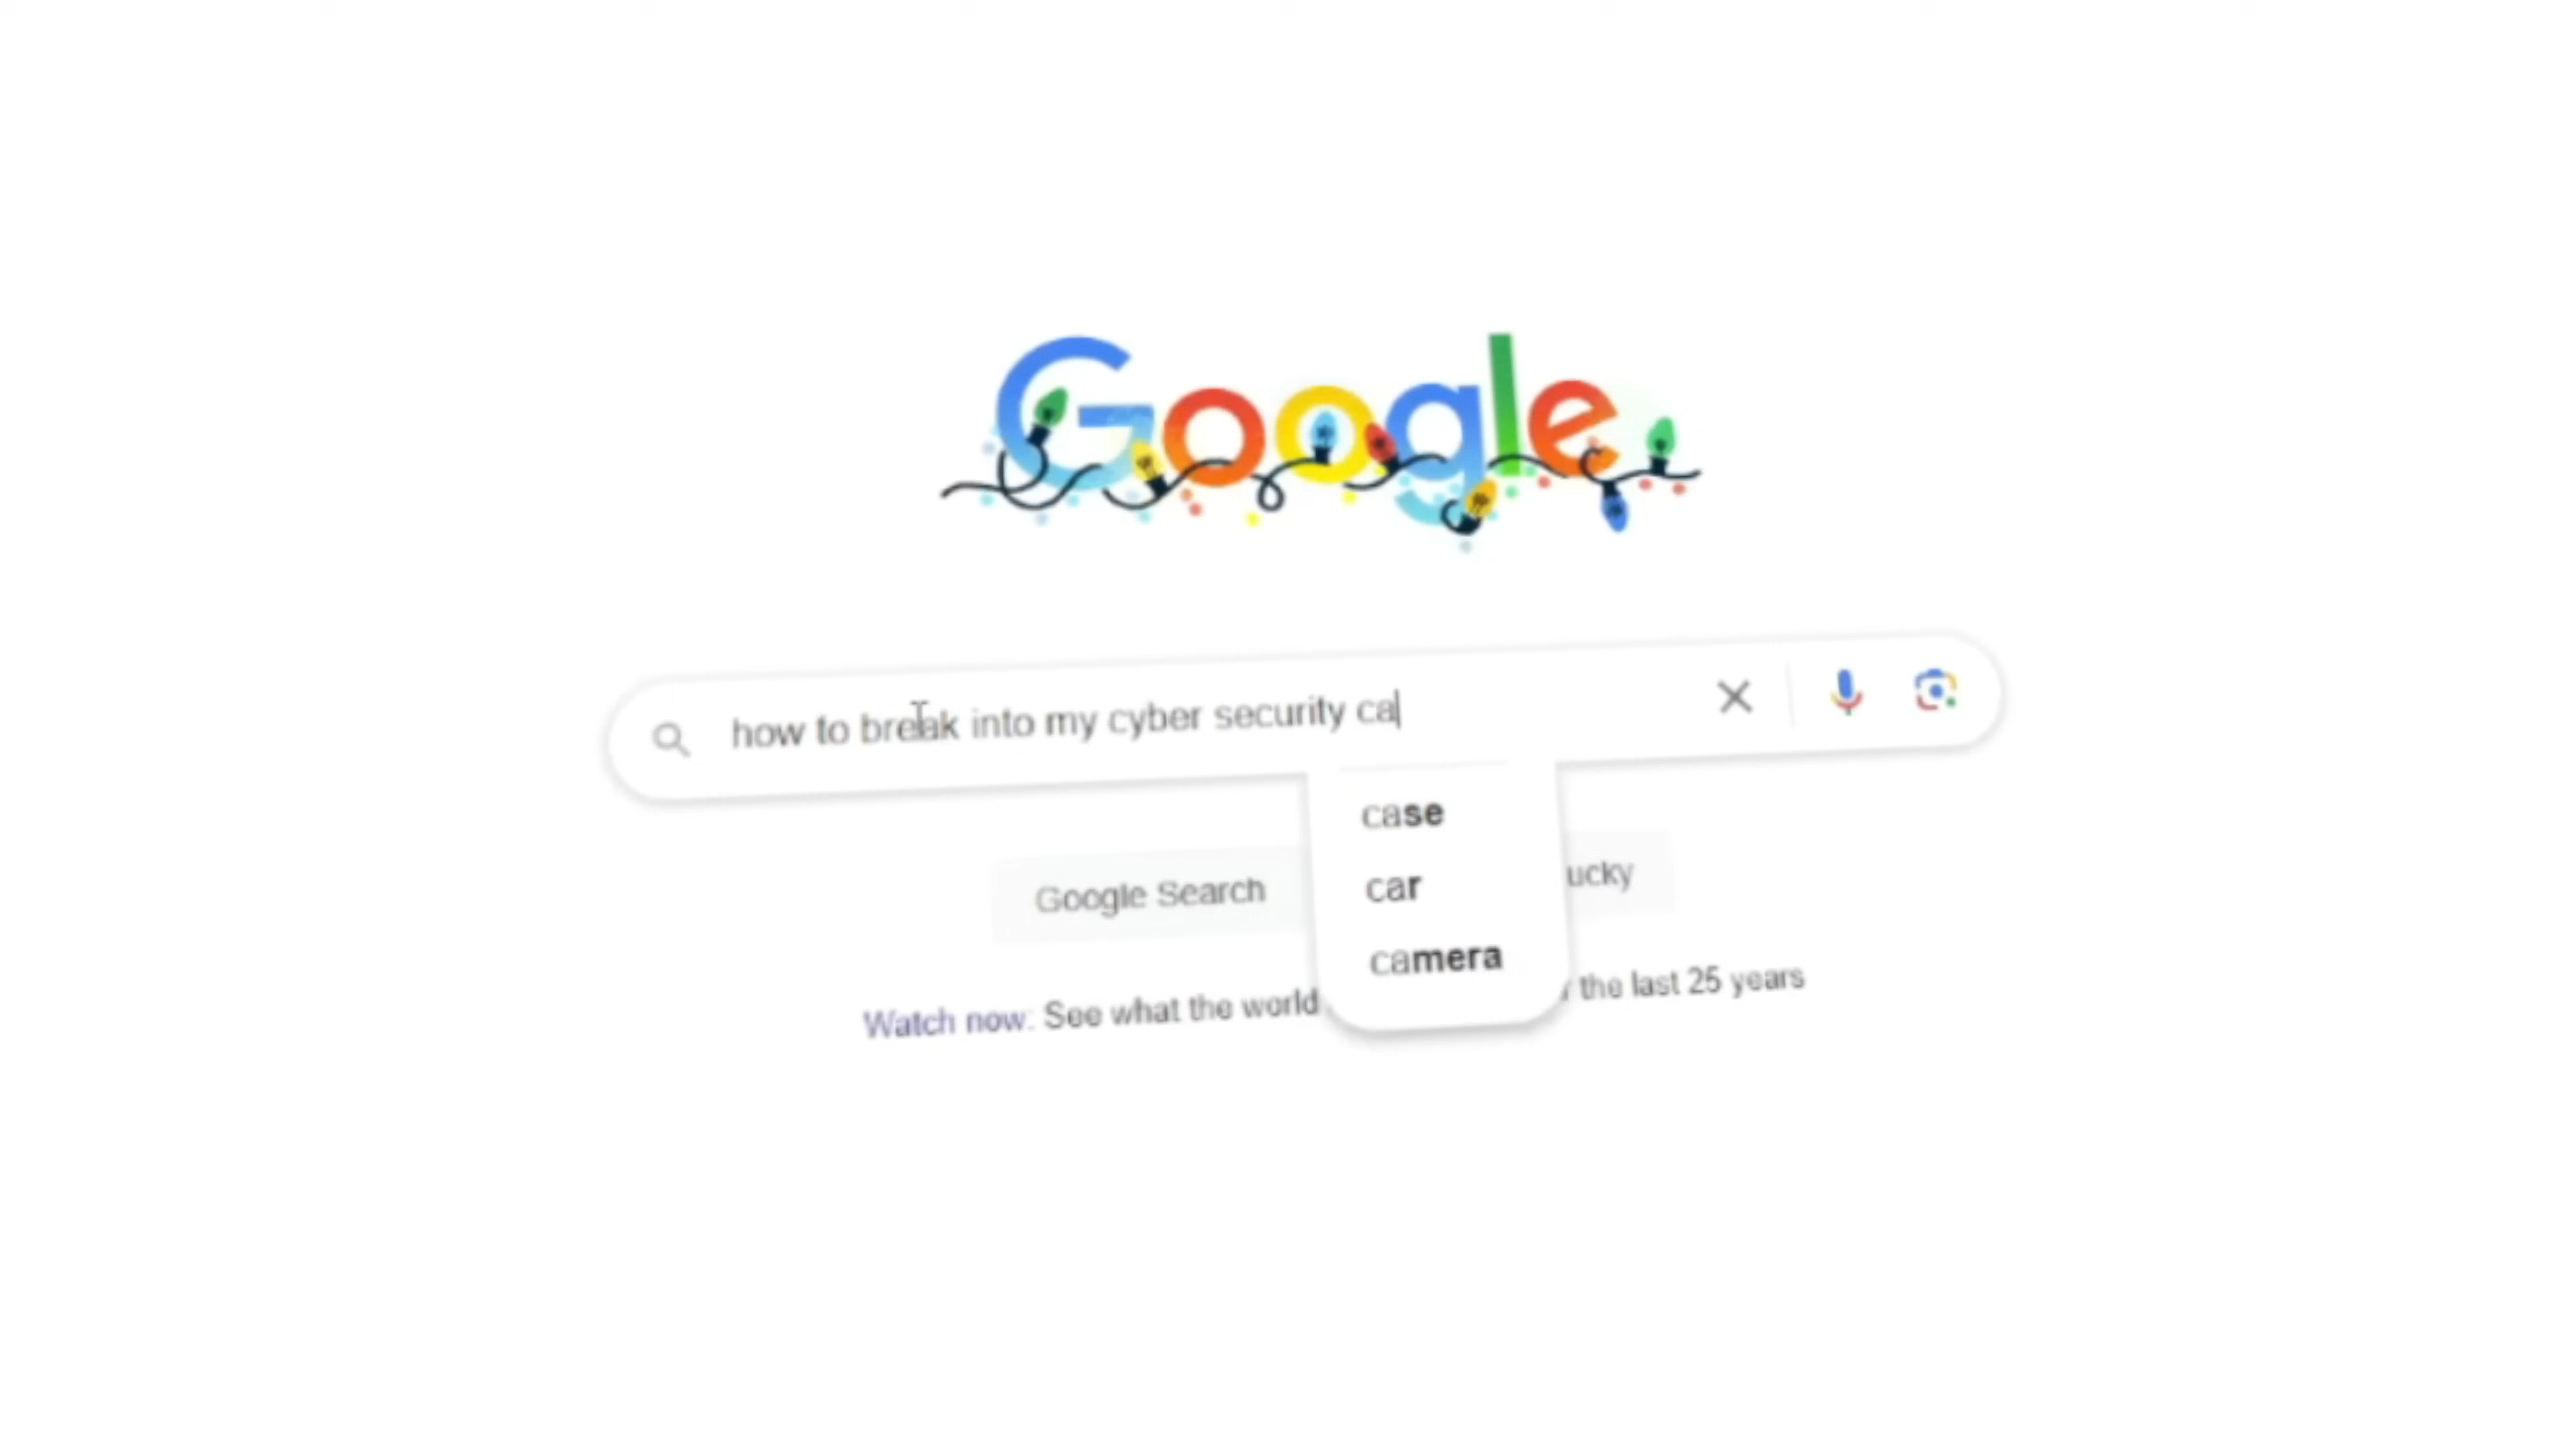 Google
how to break into my cyber security ca
case
car
camera
Google Search
ucky
Watch now: See what the world
the last 25 years